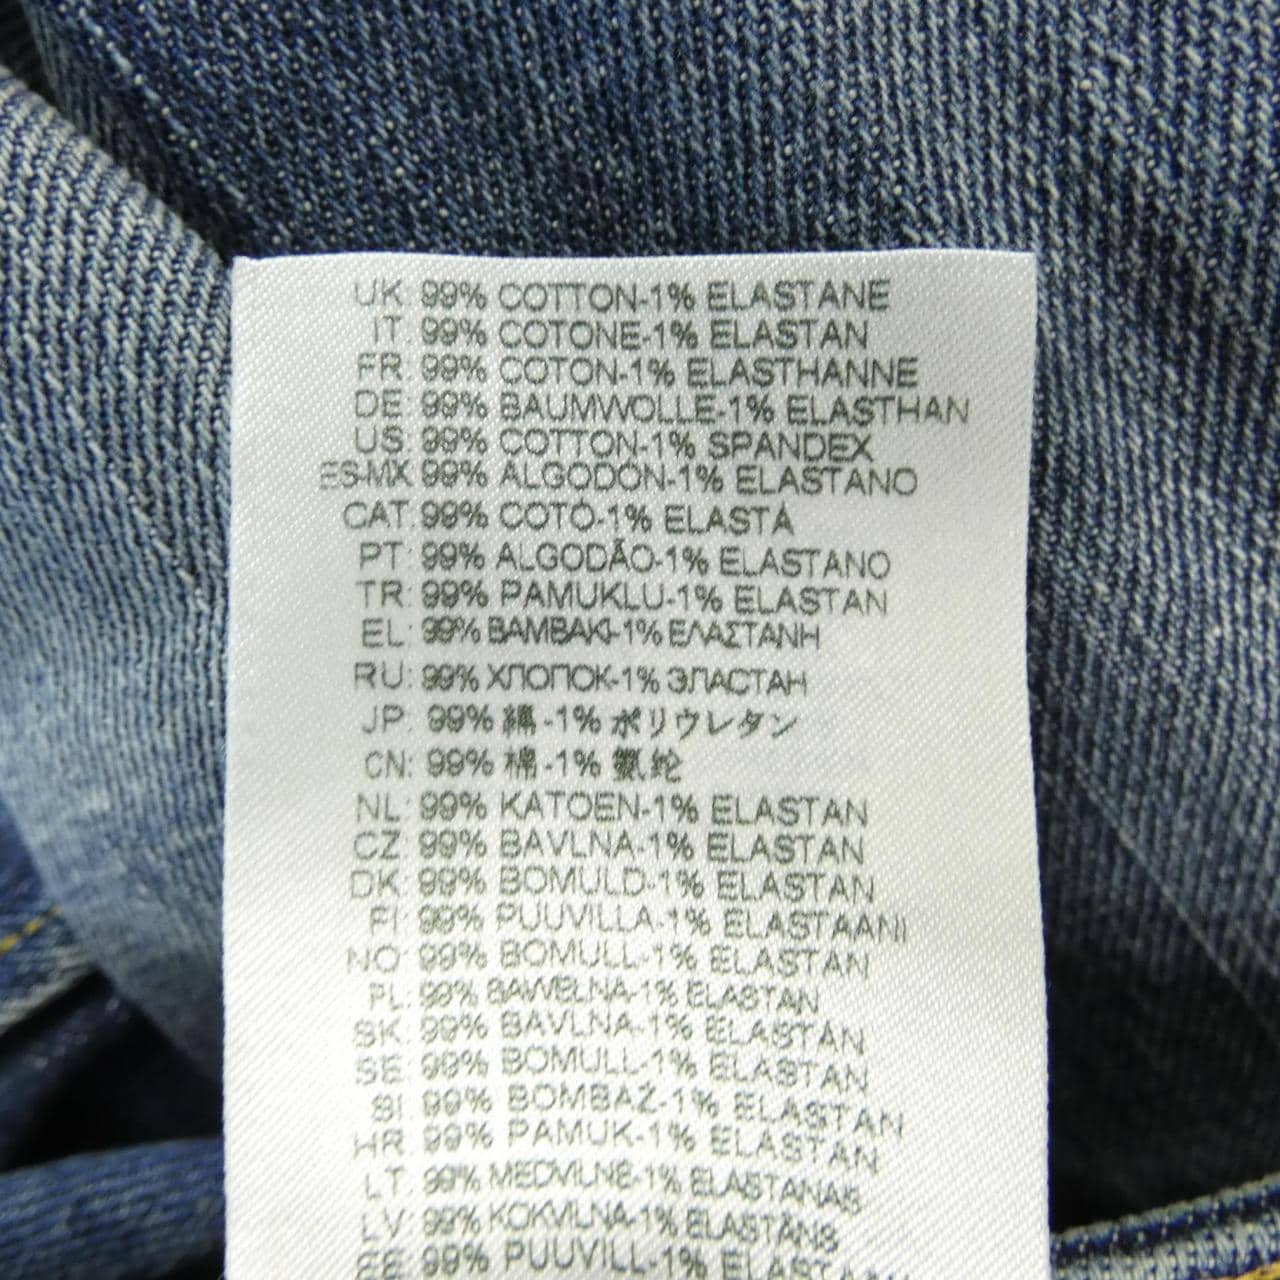 UK: 99% COTTON-1% ELASTANE
IT: 99% COTONE-1% ELASTAN
FR: 99% COTON-1% ELASTHANNE
DE: 99% BAUMWOLLE-1% ELASTHAN
US: 99% COTTON-1% SPANDEX
ES-MX 99% ALGODÓN-1% ELASTANO
CAT: 99% COTÓ-1% ELASTÀ
PT: 99% ALGODÃO-1% ELASTANO
TR: 99% PAMUKLU-1% ELASTAN
EL: 99% ΒΑΜΒΑΚΙ-1% ΕΛΑΣΤΑΝΗ
RU: 99% ХЛОПОК-1% ЭЛАСТАН
JP: 99% 綿-1% ポリウレタン
CN: 99% 棉-1% 氨纶
NL: 99% KATOEN-1% ELASTAN
CZ: 99% BAVLNA-1% ELASTAN
DK: 99% BOMULD-1% ELASTAN
FI: 99% PUUVILLA-1% ELASTAANI
NO: 99% BOMULL-1% ELASTAN
PL: 99% BAWEŁNA-1% ELASTAN
SK: 99% BAVLNA-1% ELASTAN
SE: 99% BOMULL-1% ELASTAN
SI: 99% BOMBAŽ-1% ELASTAN
HR: 99% PAMUK-1% ELASTAN
LT: 99% MEDVILNĖ-1% ELASTANAS
LV: 99% KOKVILNA-1% ELASTĀNS
EE: 99% PUUVILL-1% ELASTAAN